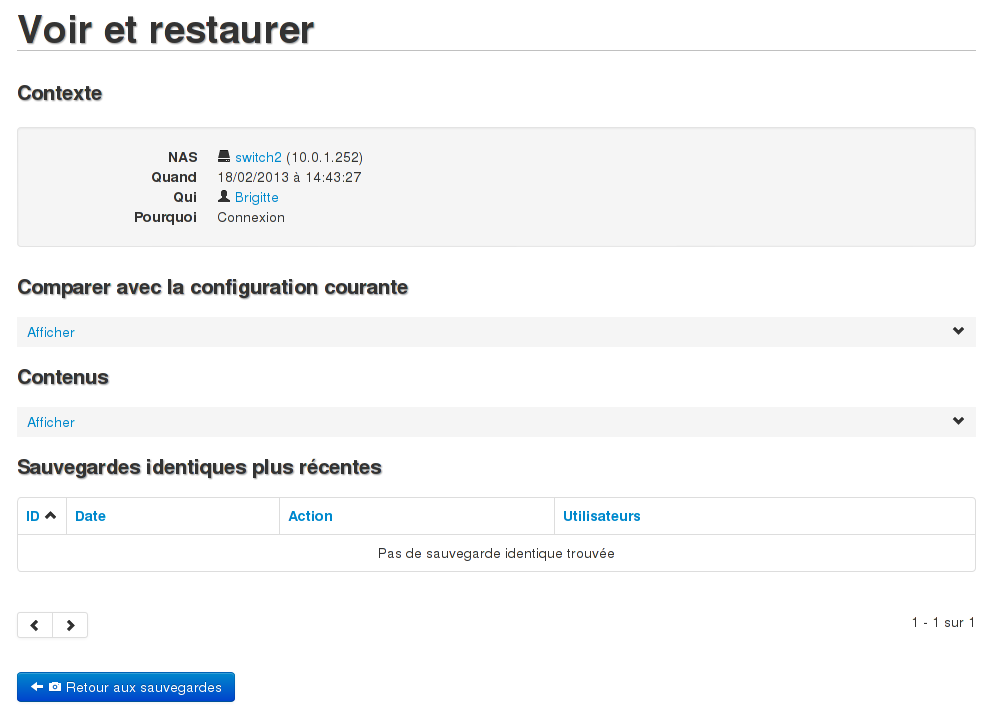 Voir et restaurer
Contexte
NAS switch2 (10.0.1.252)
Quand 18/02/2013 à 14:43:27
Qui Brigitte
Pourquoi Connexion
Comparer avec la configuration courante
Afficher
Contenus
Afficher
Sauvegardes identiques plus récentes
ID Date Action Utilisateurs
Pas de sauvegarde identique trouvée
1 - 1 sur 1
Retour aux sauvegardes